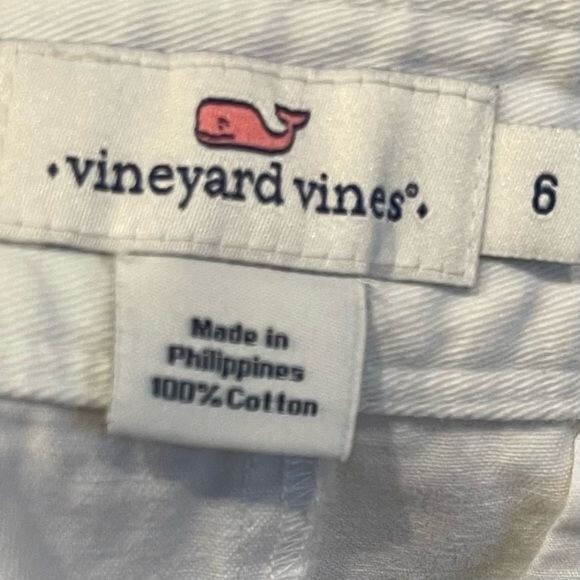 vineyard vines®
6
Made in
Philippines
100% Cotton